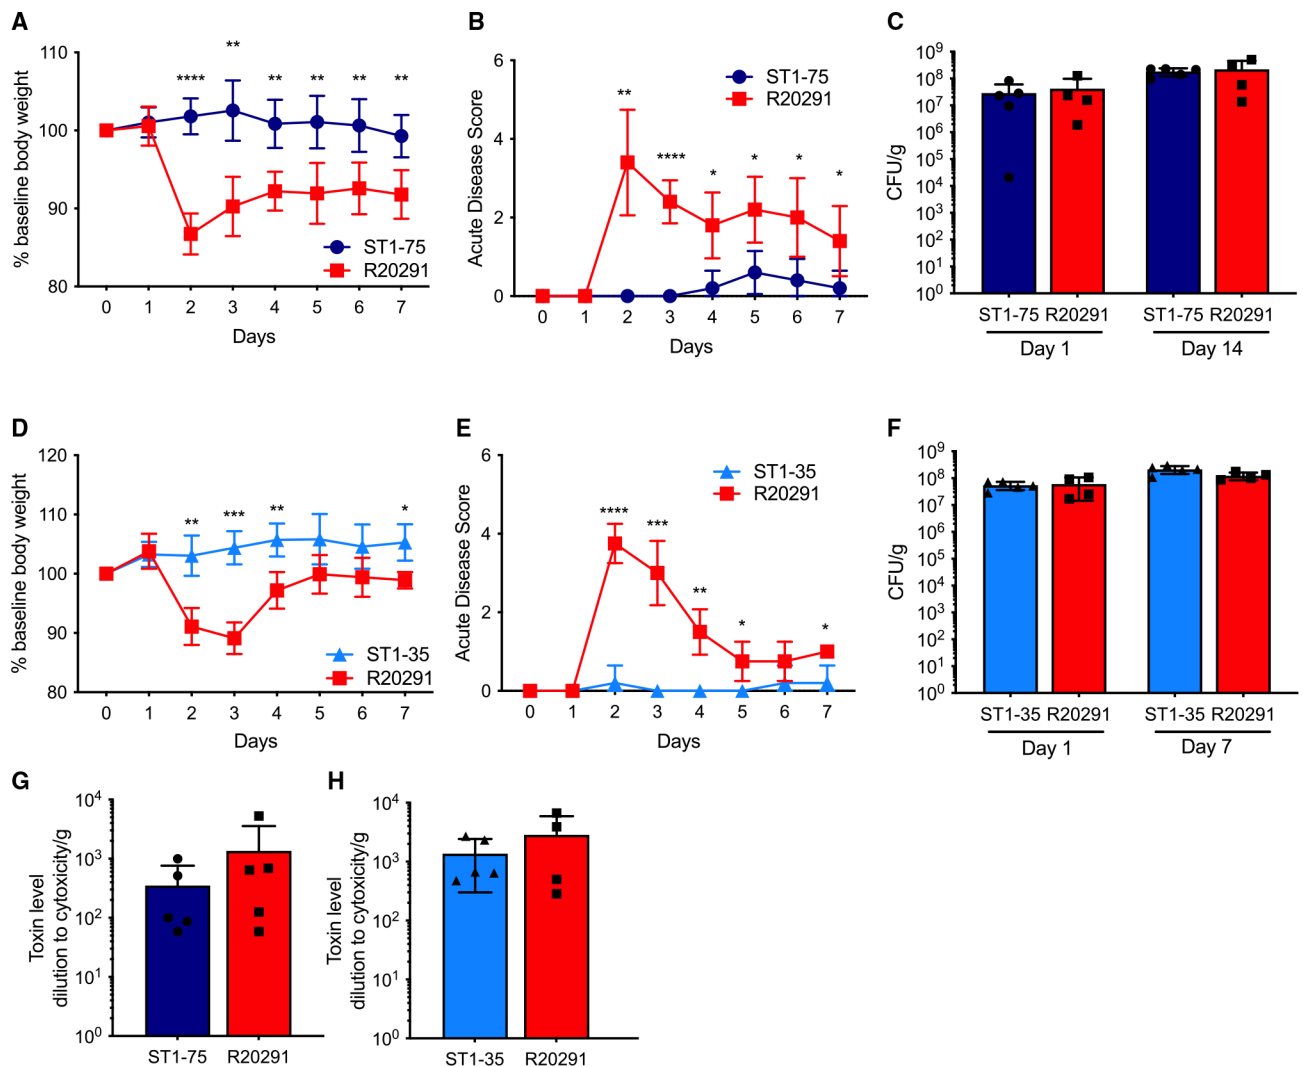 A
% baseline body weight
110
100
90
80
**
**** ** ** ** **
ST1-75
R20291
0 1 2 3 4 5 6 7
Days
B
Acute Disease Score
6
4
2
0
ST1-75
R20291
**
****
* * * *
0 1 2 3 4 5 6 7
Days
C
CFU/g
10⁹
10⁸
10⁷
10⁶
10⁵
10⁴
10³
10²
10¹
10⁰
ST1-75 R20291 ST1-75 R20291
Day 1 Day 14
D
% baseline body weight
120
110
100
90
80
** *** ** *
ST1-35
R20291
0 1 2 3 4 5 6 7
Days
E
Acute Disease Score
6
4
2
0
ST1-35
R20291
****
***
**
* *
0 1 2 3 4 5 6 7
Days
F
CFU/g
10⁹
10⁸
10⁷
10⁶
10⁵
10⁴
10³
10²
10¹
10⁰
ST1-35 R20291 ST1-35 R20291
Day 1 Day 7
G
Toxin level
dilution to cytoxicity/g
10⁴
10³
10²
10¹
10⁰
ST1-75 R20291
H
Toxin level
dilution to cytoxicity/g
10⁴
10³
10²
10¹
10⁰
ST1-35 R20291